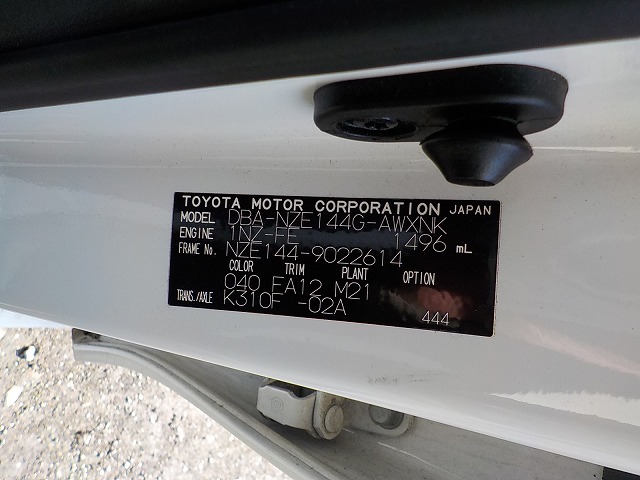 TOYOTA MOTOR CORPORATION JAPAN
MODEL DBA-NZE144G-AWXNK
ENGINE 1NZ-FE 1496 mL
FRAME No. NZE144-9022614
COLOR TRIM PLANT OPTION
040 FA12 M21
TRANS./AXLE K310F -02A
444